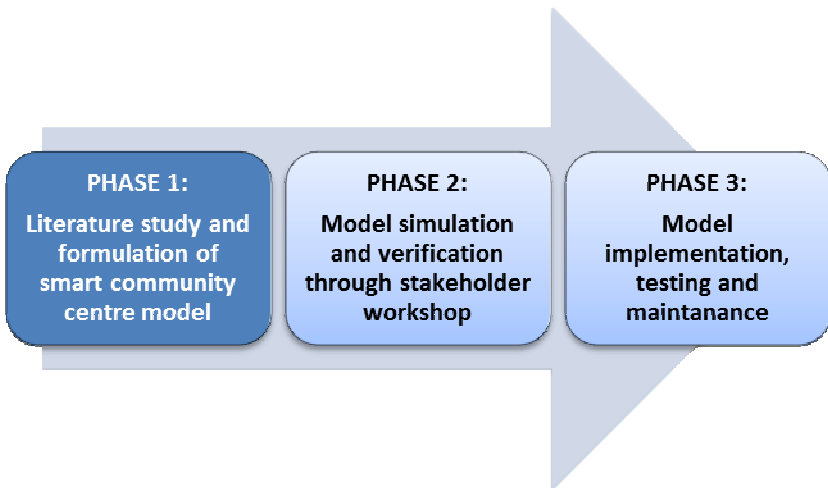 PHASE 1:
Literature study and
formulation of
smart community
centre model
PHASE 2:
Model simulation
and verification
through stakeholder
workshop
PHASE 3:
Model
implementation,
testing and
maintanance